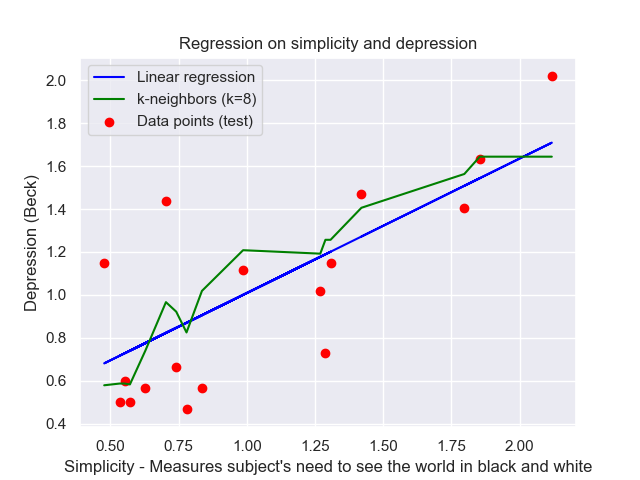 Regression on simplicity and depression
Linear regression
k-neighbors (k=8)
Data points (test)
Depression (Beck)
2.0
1.8
1.6
1.4
1.2
1.0
0.8
0.6
0.4
0.50 0.75 1.00 1.25 1.50 1.75 2.00
Simplicity - Measures subject's need to see the world in black and white